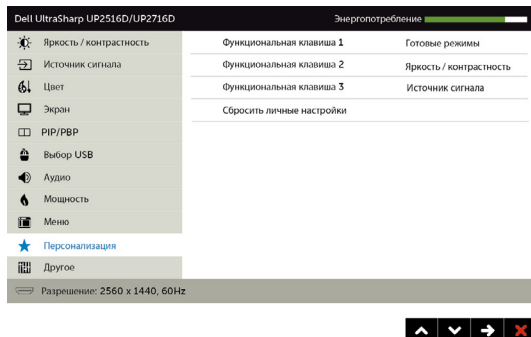 Dell UltraSharp UP2516D/UP2716D Энергопотребление
Яркость / контрастность Функциональная клавиша 1 Готовые режимы
Источник сигнала Функциональная клавиша 2 Яркость / контрастность
Цвет Функциональная клавиша 3 Источник сигнала
Экран Сбросить личные настройки
PIP/PBP
Выбор USB
Аудио
Мощность
Меню
Персонализация
Другое
Разрешение: 2560 x 1440, 60Hz